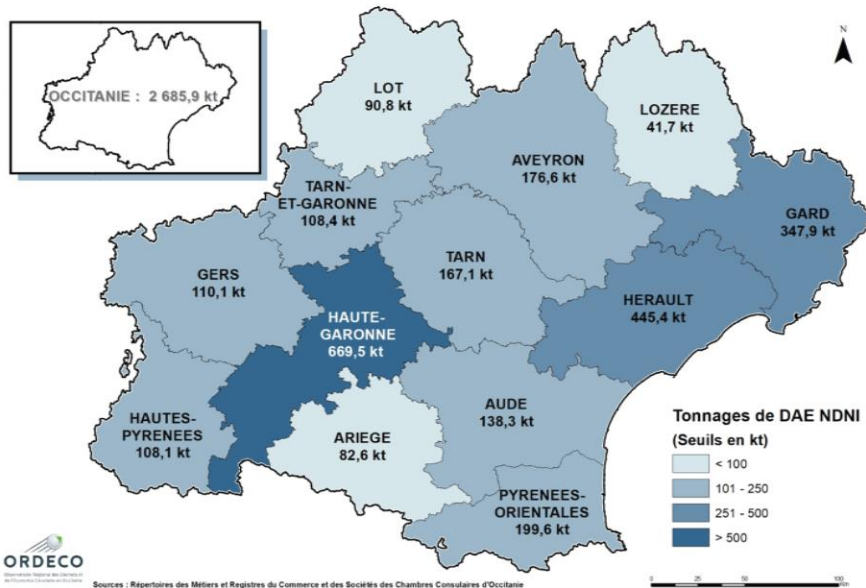 OCCITANIE : 2 685,9 kt
N
LOT
90,8 kt
LOZERE
41,7 kt
AVEYRON
176,6 kt
TARN-
ET-GARONNE
108,4 kt
GARD
347,9 kt
TARN
167,1 kt
GERS
110,1 kt
HERAULT
445,4 kt
HAUTE-
GARONNE
669,5 kt
HAUTES-
PYRENEES
108,1 kt
AUDE
138,3 kt
ARIEGE
82,6 kt
PYRENEES-
ORIENTALES
199,6 kt
Tonnages de DAE NDNI
(Seuils en kt)
< 100
101 - 250
251 - 500
> 500
ORDECO
Sources : Répertoires des Métiers et Registres du Commerce et des Sociétés des Chambres Consulaires d'Occitanie
0 25 50 100